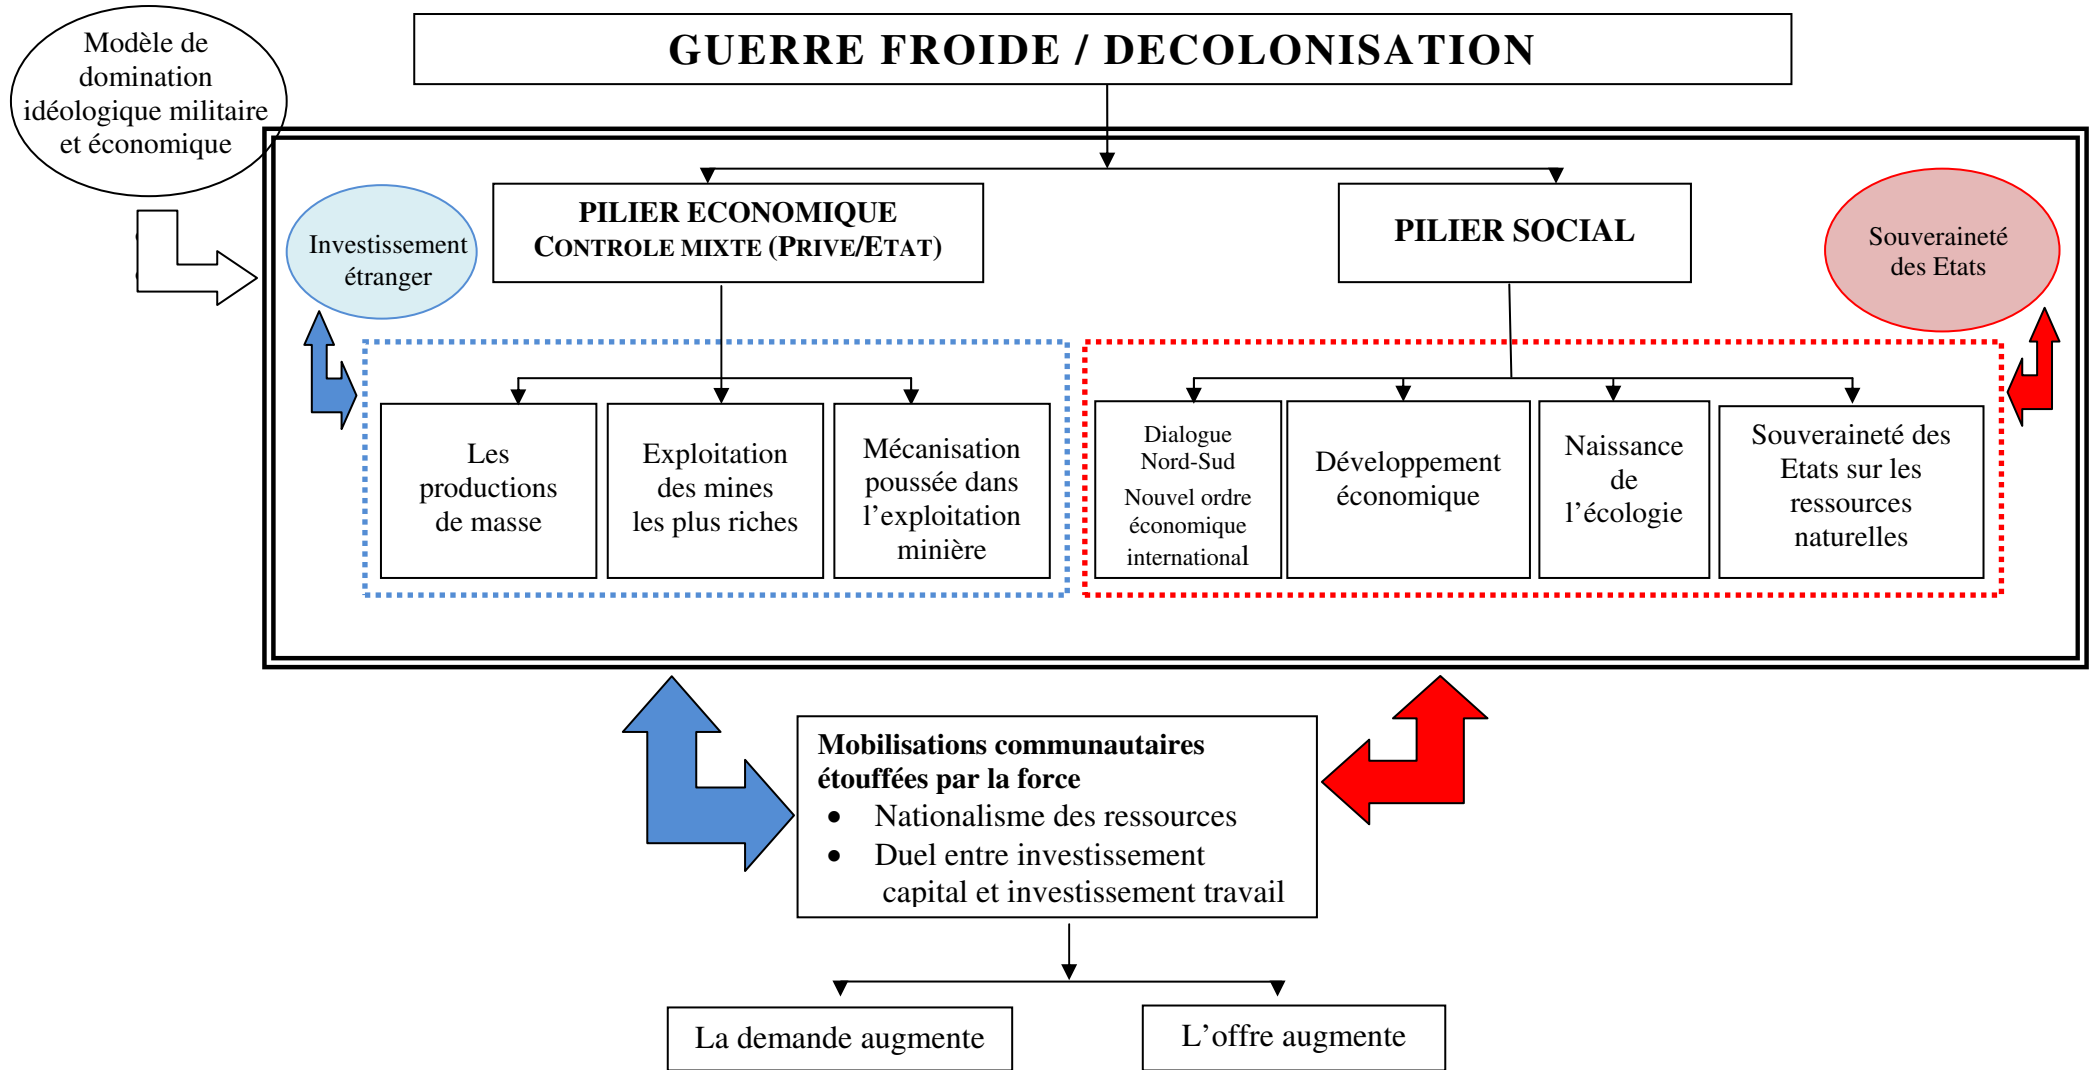 Modèle de
domination
idéologique militaire
et économique
GUERRE FROIDE / DECOLONISATION
Investissement
étranger
PILIER ECONOMIQUE
CONTROLE MIXTE (PRIVE/ETAT)
PILIER SOCIAL
Souveraineté
des Etats
Les
productions
de masse
Exploitation
des mines
les plus riches
Mécanisation
poussée dans
l’exploitation
minière
Dialogue
Nord-Sud
Nouvel ordre
économique
international
Développement
économique
Naissance
de
l’écologie
Souveraineté des
Etats sur les
ressources
naturelles
Mobilisations communautaires
étouffées par la force
• Nationalisme des ressources
• Duel entre investissement
capital et investissement travail
La demande augmente
L’offre augmente